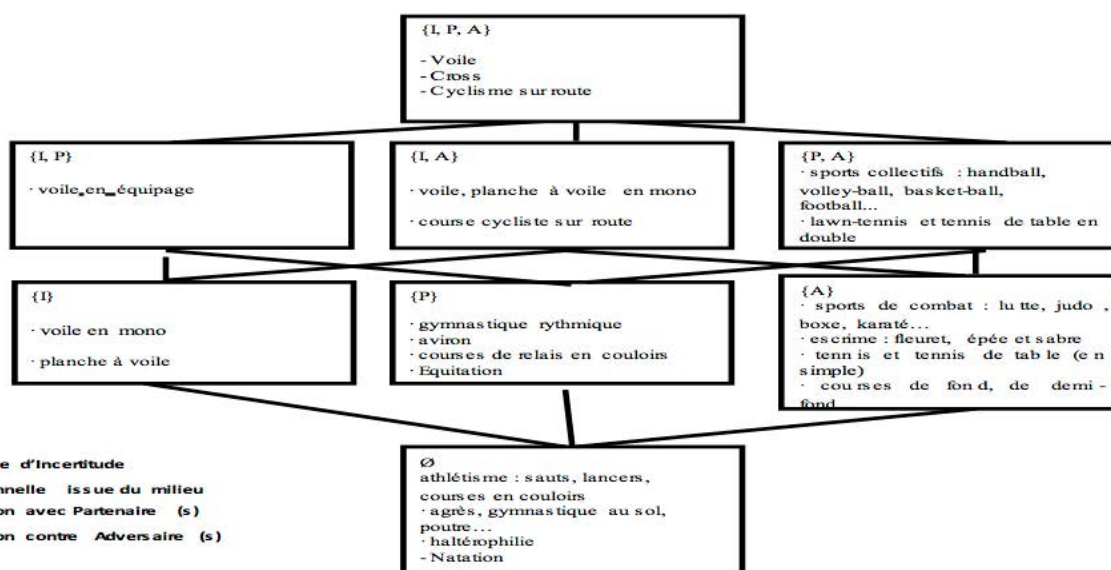 {I, P, A}
- Voile
- Cross
- Cyclisme sur route
{I, P}
· voile en équipage
{I, A}
· voile, planche à voile en mono
· course cycliste sur route
{P, A}
· sports collectifs : handball,
volley-ball, basket-ball,
football...
· lawn-tennis et tennis de table en
double
{I}
· voile en mono
· planche à voile
{P}
· gymnastique rythmique
· aviron
· courses de relais en couloirs
· Equitation
{A}
· sports de combat : lutte, judo ,
boxe, karaté...
· escrime : fleuret, épée et sabre
· tennis et tennis de table (en
simple)
· courses de fond, de demi -
fond
e d'Incertitude
nnelle issue du milieu
on avec Partenaire (s)
on contre Adversaire (s)
Ø
athlétisme : sauts, lancers,
courses en couloirs
· agrès, gymnastique au sol,
poutre...
· haltérophilie
- Natation